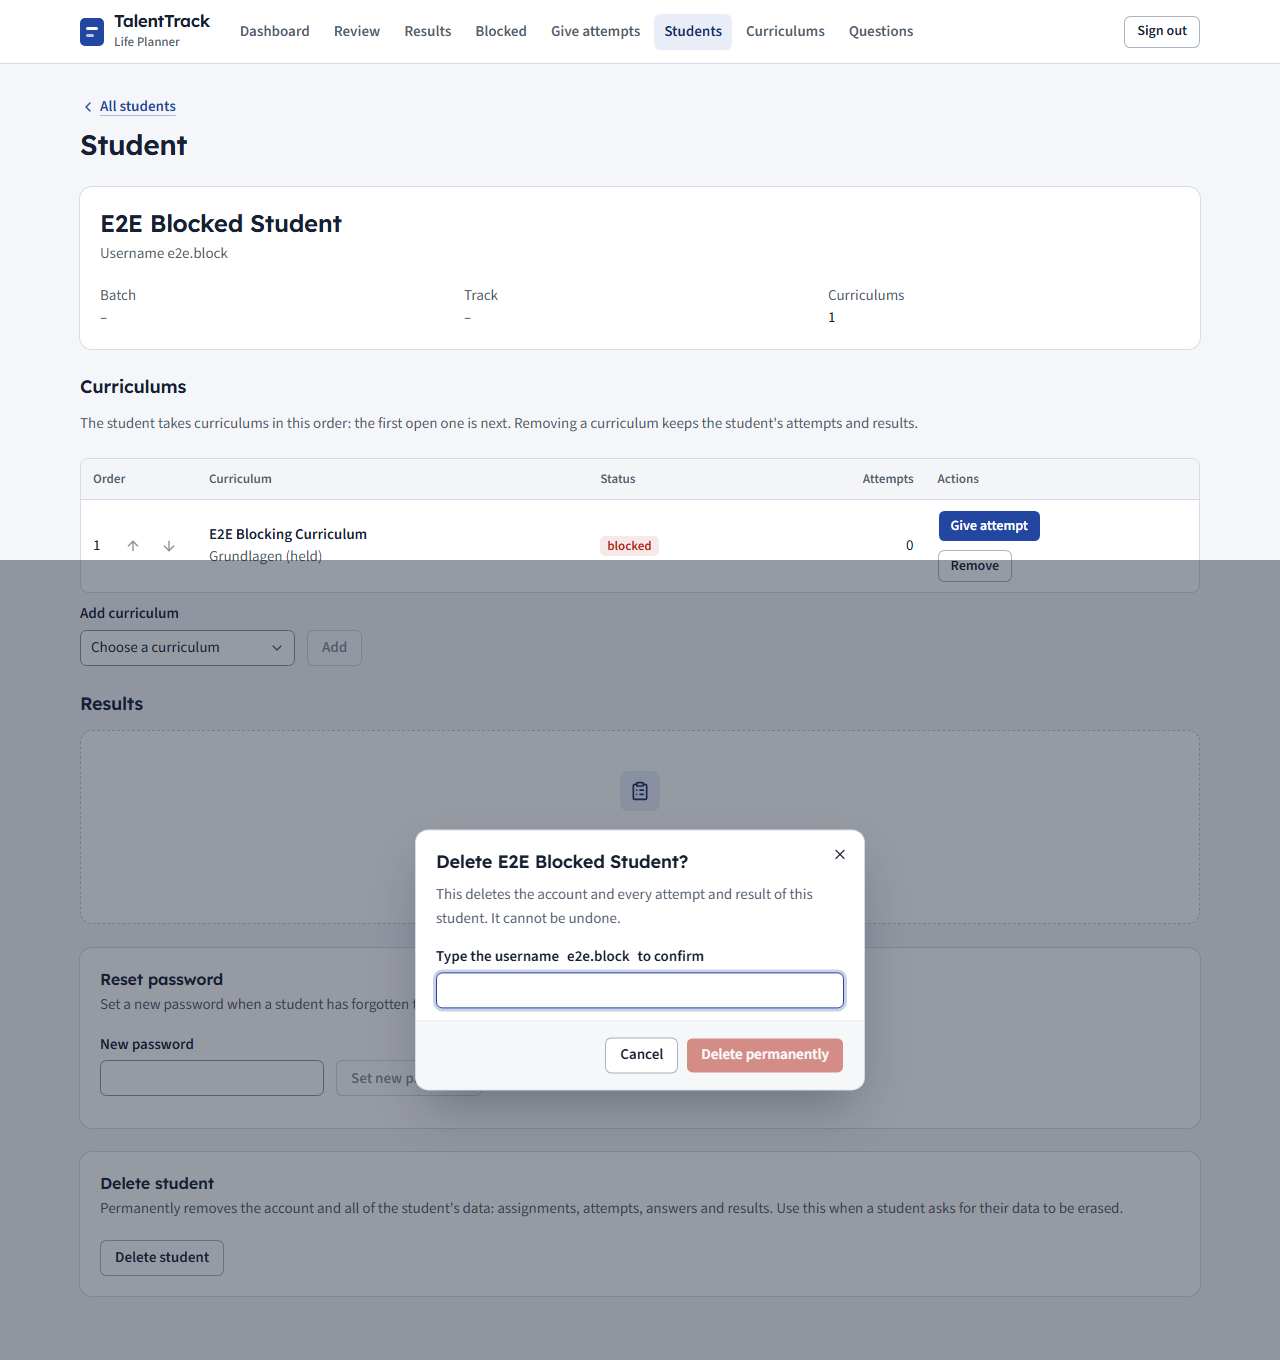 TalentTrack
Life Planner
Dashboard
Review
Results
Blocked
Give attempts
Students
Curriculums
Questions
Sign out
All students
Student
E2E Blocked Student
Username e2e.block
Batch
Track
Curriculums
–
–
1
Curriculums
The student takes curriculums in this order: the first open one is next. Removing a curriculum keeps the student's attempts and results.
Order
Curriculum
Status
Attempts
Actions
1
E2E Blocking Curriculum
Grundlagen (held)
blocked
0
Give attempt
Remove
Add curriculum
Choose a curriculum
Add
Results
Delete E2E Blocked Student?
This deletes the account and every attempt and result of this
student. It cannot be undone.
Type the username e2e.block to confirm
Cancel
Delete permanently
Reset password
Set a new password when a student has forgotten
New password
Set new
Delete student
Permanently removes the account and all of the student's data: assignments, attempts, answers and results. Use this when a student asks for their data to be erased.
Delete student